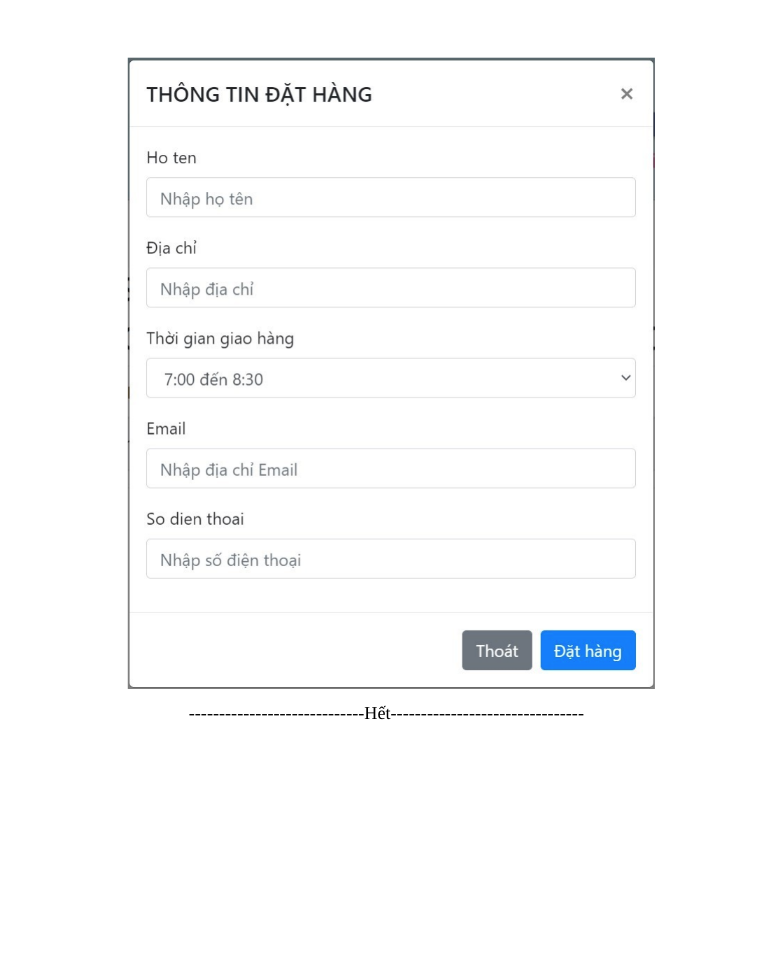 THÔNG TIN ĐẶT HÀNG ×
Ho ten
Nhập họ tên
Địa chỉ
Nhập địa chỉ
Thời gian giao hàng
7:00 đến 8:30
Email
Nhập địa chỉ Email
So dien thoai
Nhập số điện thoại
Thoát Đặt hàng
-----------------------------Hết--------------------------------